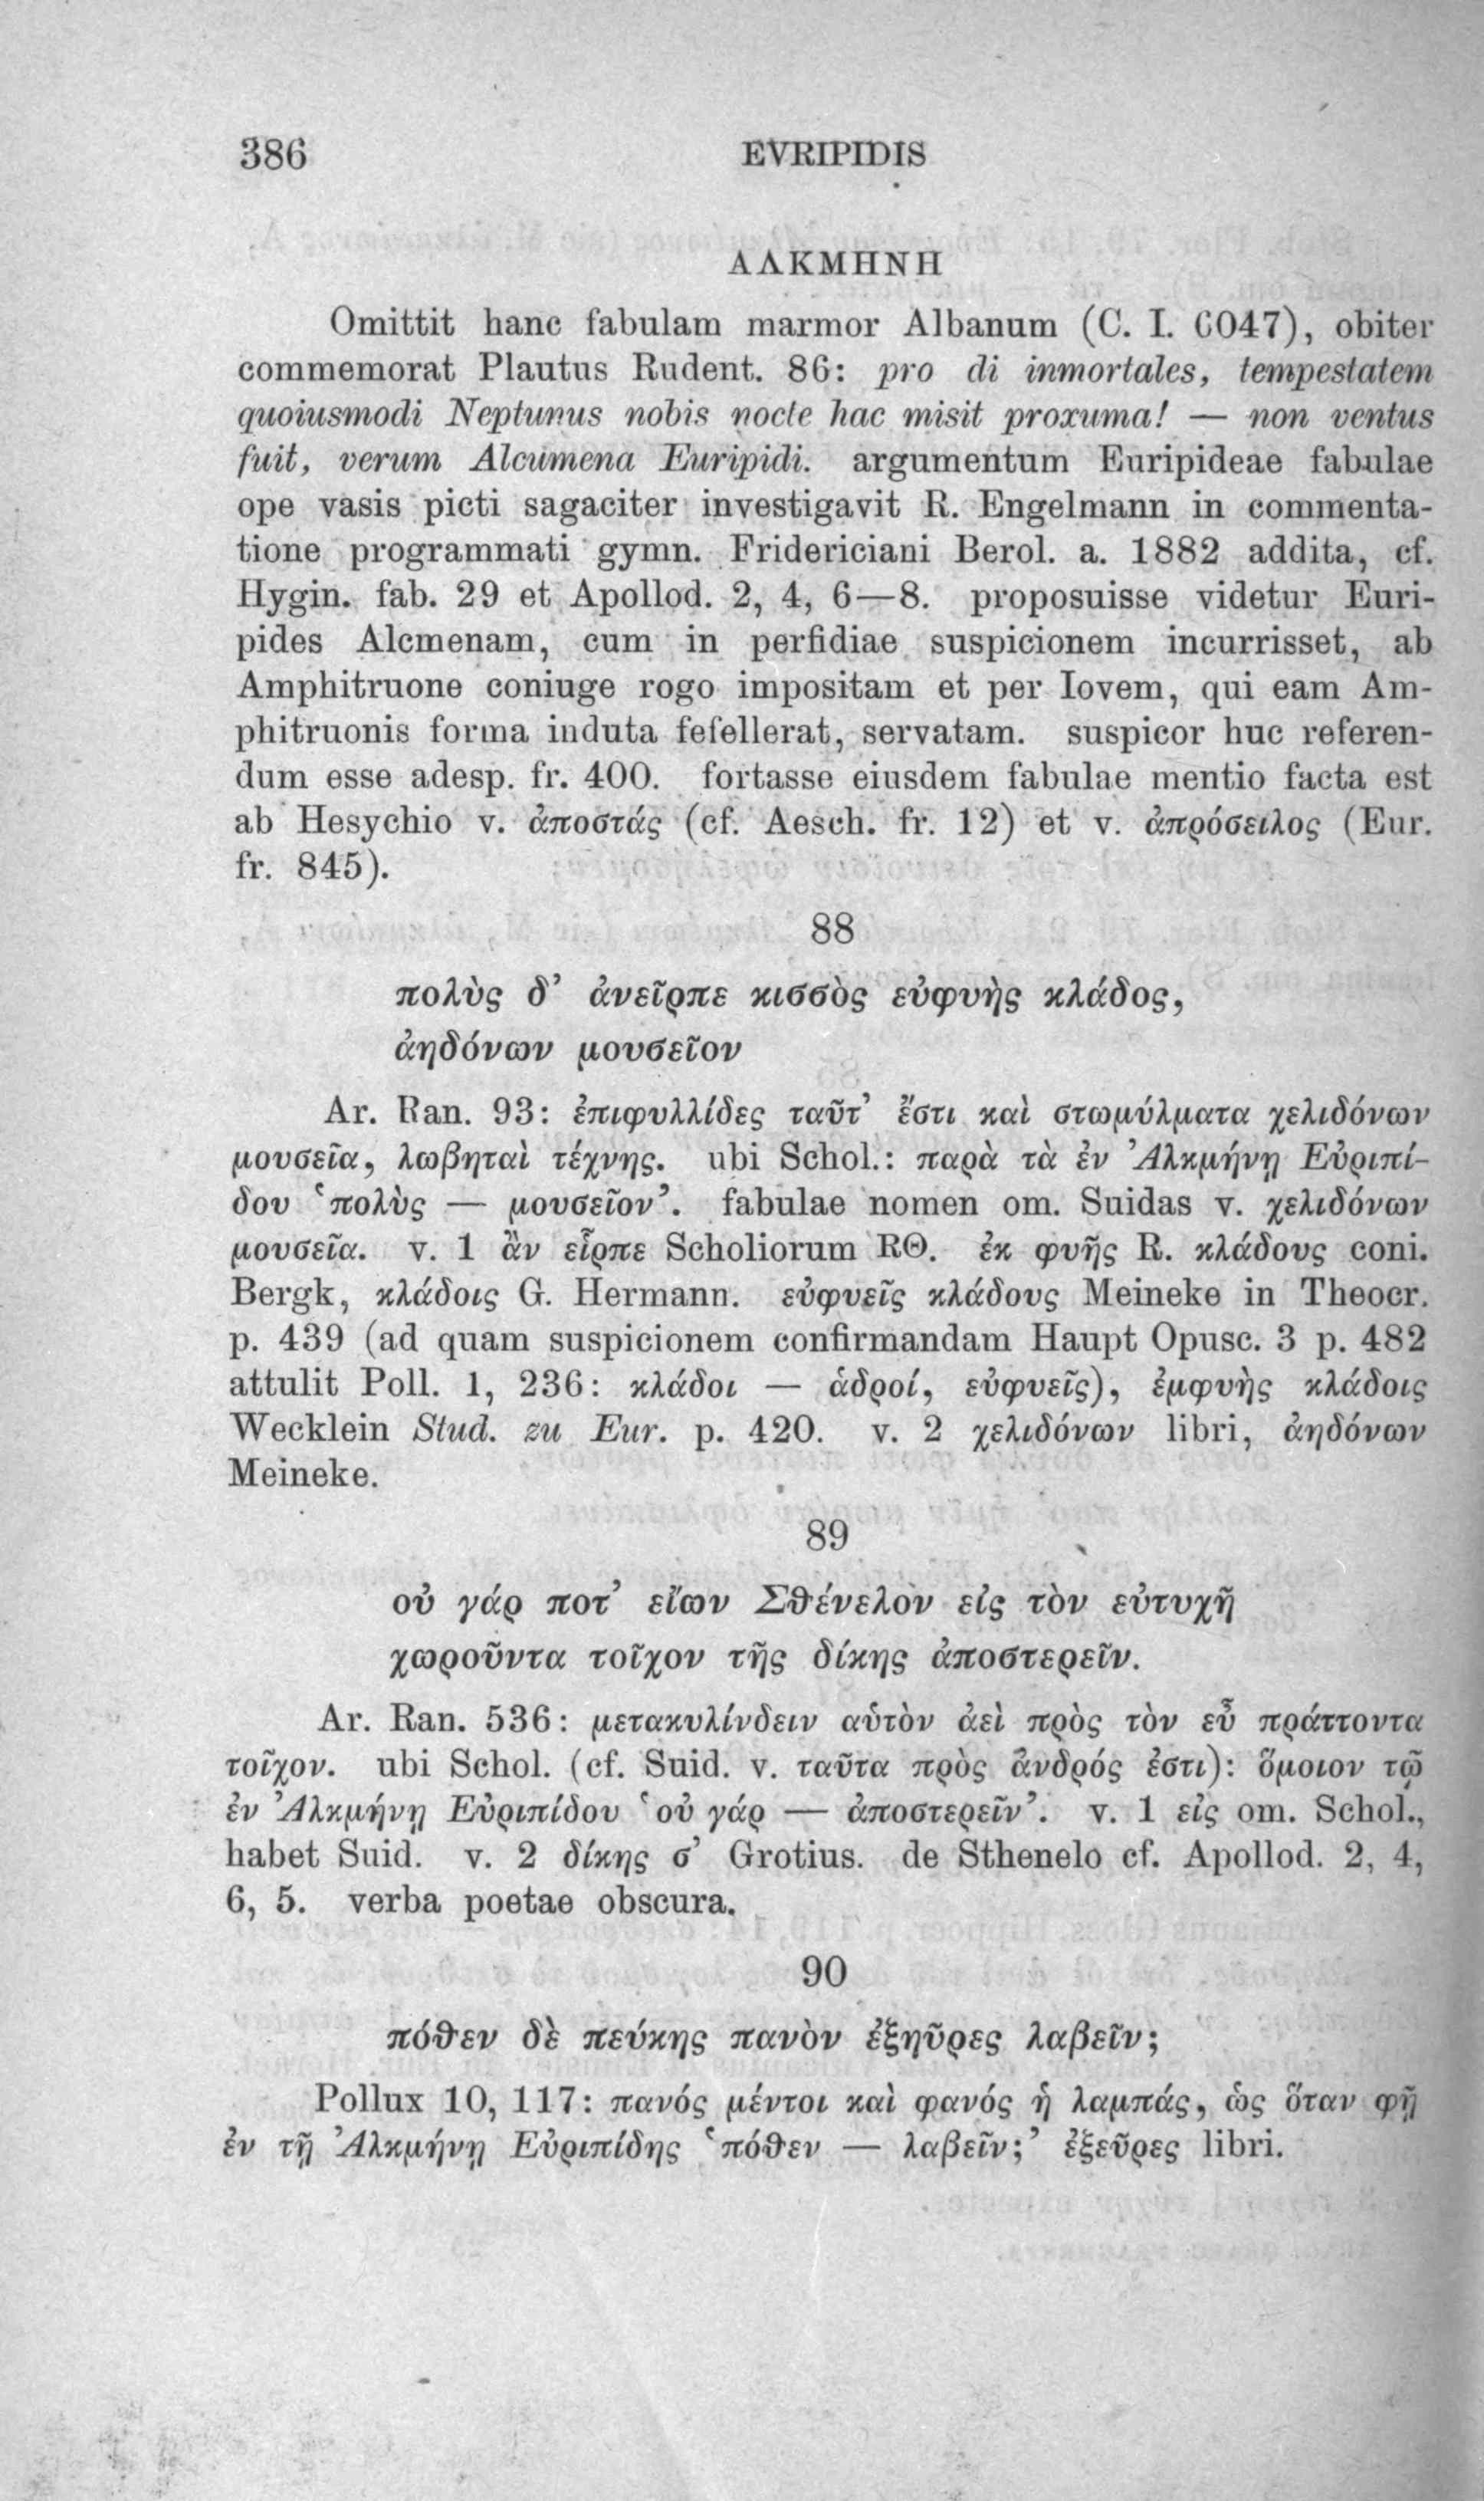 386
EVRIPIDIS
ΑΛΚΜΗΝΗ
Omittit hanc fabulam marmor Albanum (C. I. 6047), obiter
commemorat Plautus Rudent. 86: pro di inmortales, tempestatem
quoiusmodi Neptunus nobis nocte hac misit proxuma! — non ventus
fuit, verum Alcumena Euripidi. argumentum Euripideae fabulae
ope vasis picti sagaciter investigavit R. Engelmann in commenta-
tione programmati gymn. Fridericiani Berol. a. 1882 addita, cf.
Hygin. fab. 29 et Apollod. 2, 4, 6—8. proposuisse videtur Euri-
pides Alcmenam, cum in perfidiae suspicionem incurrisset, ab
Amphitruone coniuge rogo impositam et per Iovem, qui eam Am-
phitruonis forma induta fefellerat, servatam. suspicor huc referen-
dum esse adesp. fr. 400. fortasse eiusdem fabulae mentio facta est
ab Hesychio v. ἀποστάς (cf. Aesch. fr. 12) et v. ἀπρόσειλος (Eur.
fr. 845).
88
πολὺς δ’ ἀνεῖρπε κισσὸς εὐφυὴς κλάδος,
ἀηδόνων μουσεῖον
Ar. Ran. 93: ἐπιφυλλίδες ταῦτ’ ἔστι καὶ στωμύλματα χελιδόνων
μουσεῖα, λωβηταὶ τέχνης. ubi Schol.: παρὰ τὰ ἐν Ἀλκμήνῃ Εὐριπί-
δου ‘πολὺς — μουσεῖον’. fabulae nomen om. Suidas v. χελιδόνων
μουσεῖα. v. 1 ἂν εἷρπε Scholiorum RΘ. ἐκ φυῆς R. κλάδους coni.
Bergk, κλάδοις G. Hermann. εὐφυεῖς κλάδους Meineke in Theocr.
p. 439 (ad quam suspicionem confirmandam Haupt Opusc. 3 p. 482
attulit Poll. 1, 236: κλάδοι — ἁδροί, εὐφυεῖς), ἐμφυὴς κλάδοις
Wecklein Stud. zu Eur. p. 420. v. 2 χελιδόνων libri, ἀηδόνων
Meineke.
89
οὐ γάρ ποτ’ εἴων Σθένελον εἰς τὸν εὐτυχῆ
χωροῦντα τοῖχον τῆς δίκης ἀποστερεῖν.
Ar. Ran. 536: μετακυλίνδειν αὑτὸν ἀεὶ πρὸς τὸν εὖ πράττοντα
τοῖχον. ubi Schol. (cf. Suid. v. ταῦτα πρὸς ἀνδρός ἐστι): ὅμοιον τῷ
ἐν Ἀλκμήνῃ Εὐριπίδου ‘οὐ γάρ — ἀποστερεῖν’. v. 1 εἰς om. Schol.,
habet Suid. v. 2 δίκης σ’ Grotius. de Sthenelo cf. Apollod. 2, 4,
6, 5. verba poetae obscura.
90
πόθεν δὲ πεύκης πανὸν ἐξηῦρες λαβεῖν;
Pollux 10, 117: πανός μέντοι καὶ φανός ἡ λαμπάς, ὡς ὅταν φῇ
ἐν τῇ Ἀλκμήνῃ Εὐριπίδης ‘πόθεν — λαβεῖν;’ ἐξεῦρες libri.